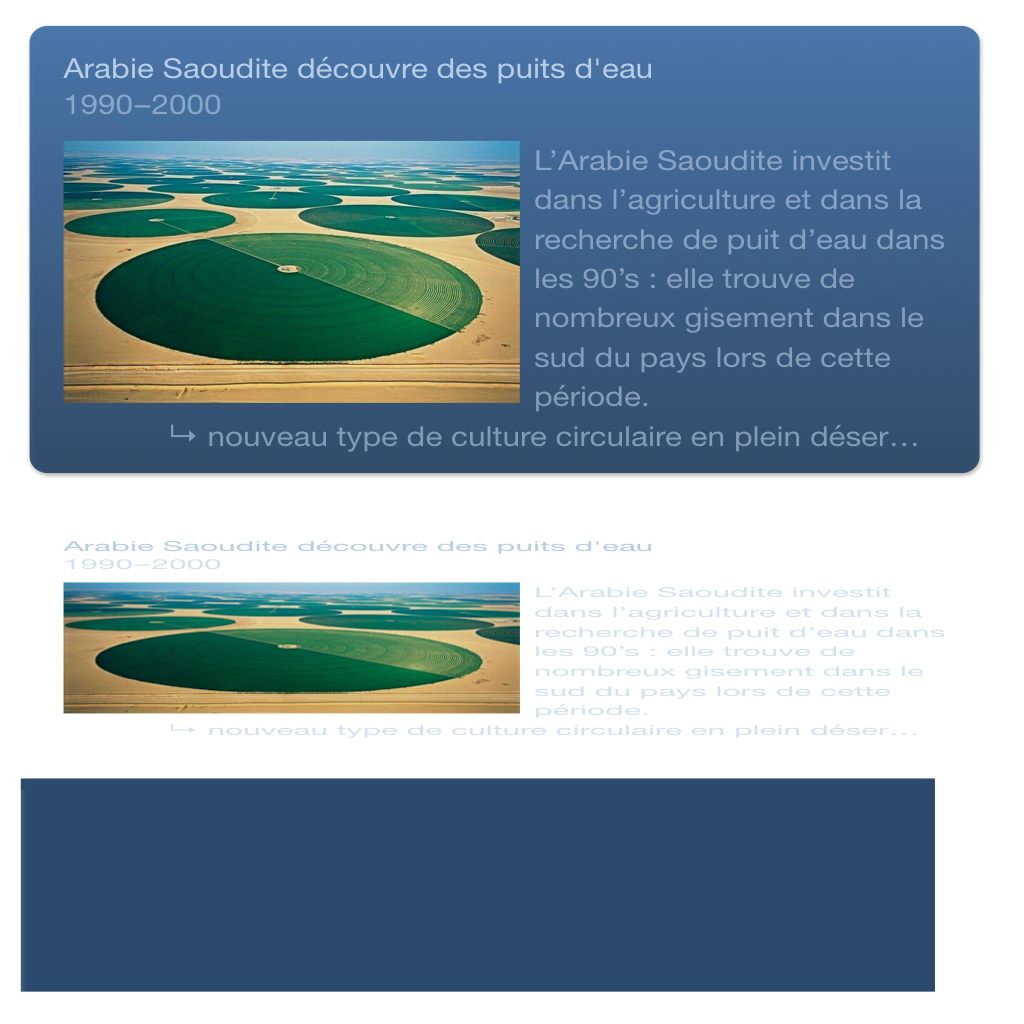 Arabie Saoudite découvre des puits d'eau
1990–2000
L’Arabie Saoudite investit
dans l’agriculture et dans la
recherche de puit d’eau dans
les 90’s : elle trouve de
nombreux gisement dans le
sud du pays lors de cette
période.
↳ nouveau type de culture circulaire en plein déser…
Arabie Saoudite découvre des puits d'eau
1990–2000
L’Arabie Saoudite investit
dans l’agriculture et dans la
recherche de puit d’eau dans
les 90’s : elle trouve de
nombreux gisement dans le
sud du pays lors de cette
période.
↳ nouveau type de culture circulaire en plein déser…